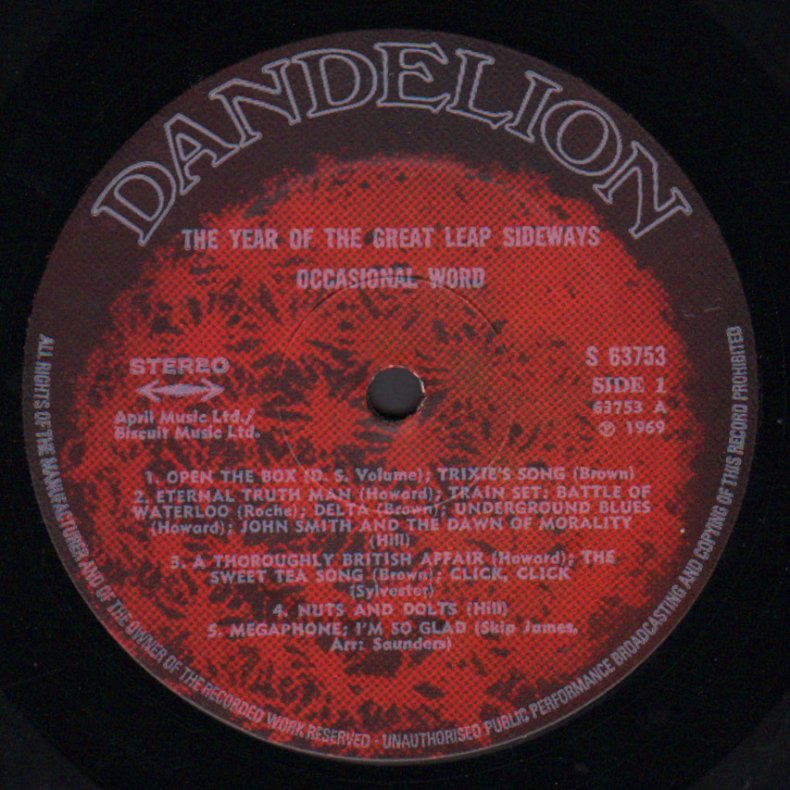 DANDELION
THE YEAR OF THE GREAT LEAP SIDEWAYS
OCCASIONAL WORD
STEREO
April Music Ltd./
Biscuit Music Ltd.
S 63753
SIDE 1
63753 A
℗ 1969
1. OPEN THE BOX (D. S. Volume); TRIXIE'S SONG (Brown)
2. ETERNAL TRUTH MAN (Howard); TRAIN SET: BATTLE OF
WATERLOO (Roche); DELTA (Brown); UNDERGROUND BLUES
(Howard); JOHN SMITH AND THE DAWN OF MORALITY
(Hill)
3. A THOROUGHLY BRITISH AFFAIR (Howard); THE
SWEET TEA SONG (Brown); CLICK, CLICK
(Sylvester)
4. NUTS AND DOLTS (Hill)
5. MEGAPHONE; I'M SO GLAD (Skip James,
Arr: Saunders)
ALL RIGHTS OF THE MANUFACTURER AND OF THE OWNER OF THE RECORDED WORK RESERVED - UNAUTHORISED PUBLIC PERFORMANCE BROADCASTING AND COPYING OF THIS RECORD PROHIBITED